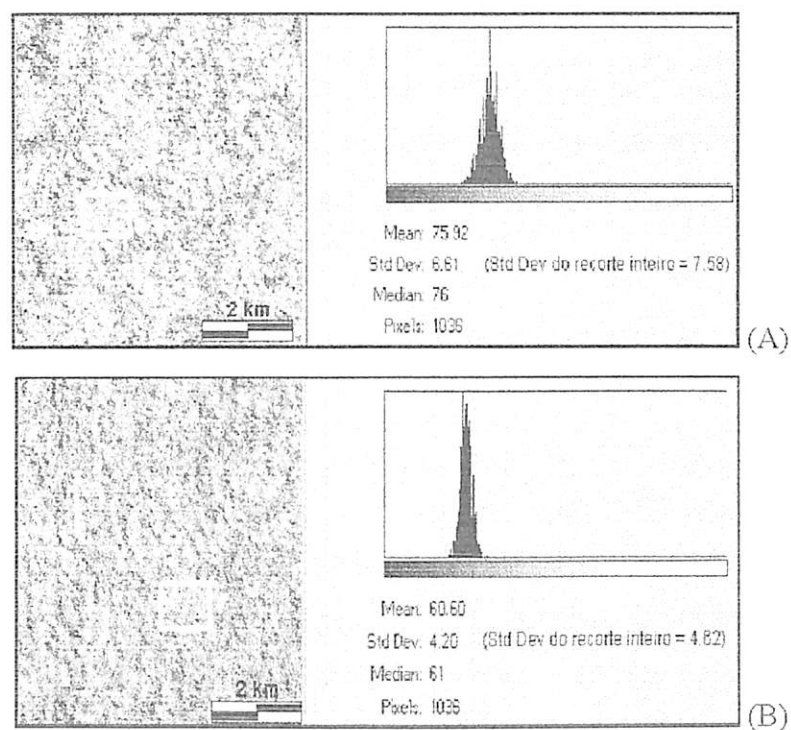 Mean: 75.92
Std Dev: 6.61 (Std Dev do recorte inteiro = 7.58)
Median: 76
Pixels: 1036
2 km
(A)
Mean: 60.60
Std Dev: 4.20 (Std Dev do recorte inteiro = 4.82)
Median: 61
Pixels: 1036
2 km
(B)